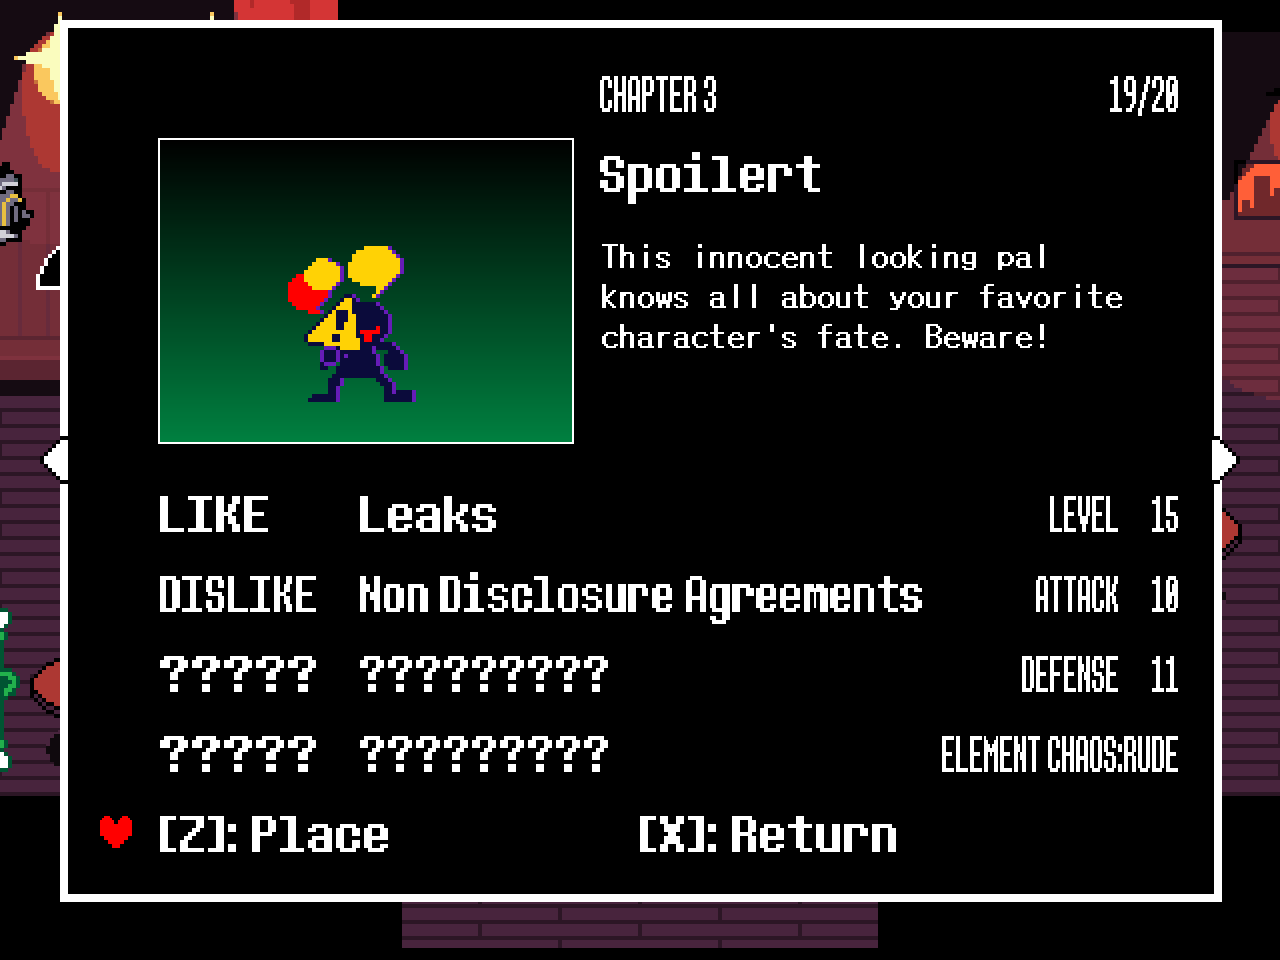 CHAPTER 3 19/20
Spoilert
This innocent looking pal
knows all about your favorite
character's fate. Beware!
LIKE Leaks LEVEL 15
DISLIKE Non Disclosure Agreements ATTACK 10
????? ????????? DEFENSE 11
????? ????????? ELEMENT CHAOS:RUDE
[Z]: Place [X]: Return